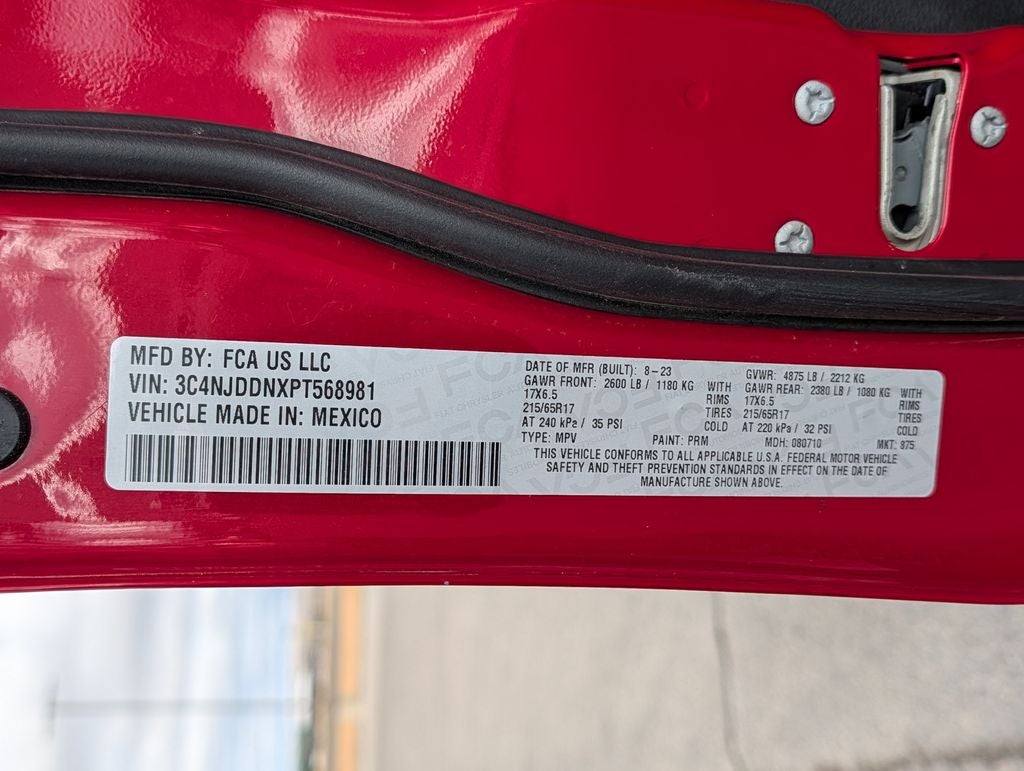 MFD BY: FCA US LLC
VIN: 3C4NJDDNXPT568981
VEHICLE MADE IN: MEXICO
DATE OF MFR (BUILT): 8-23
GAWR FRONT: 2600 LB / 1180 KG WITH
17X6.5 RIMS
215/65R17 TIRES
AT 240 kPa / 35 PSI COLD
TYPE: MPV PAINT: PRM
GVWR: 4875 LB / 2212 KG
GAWR REAR: 2380 LB / 1080 KG WITH
17X6.5 RIMS
215/65R17 TIRES
AT 220 kPa / 32 PSI COLD
MDH: 080710 MKT: 875
THIS VEHICLE CONFORMS TO ALL APPLICABLE U.S.A. FEDERAL MOTOR VEHICLE
SAFETY AND THEFT PREVENTION STANDARDS IN EFFECT ON THE DATE OF
MANUFACTURE SHOWN ABOVE.